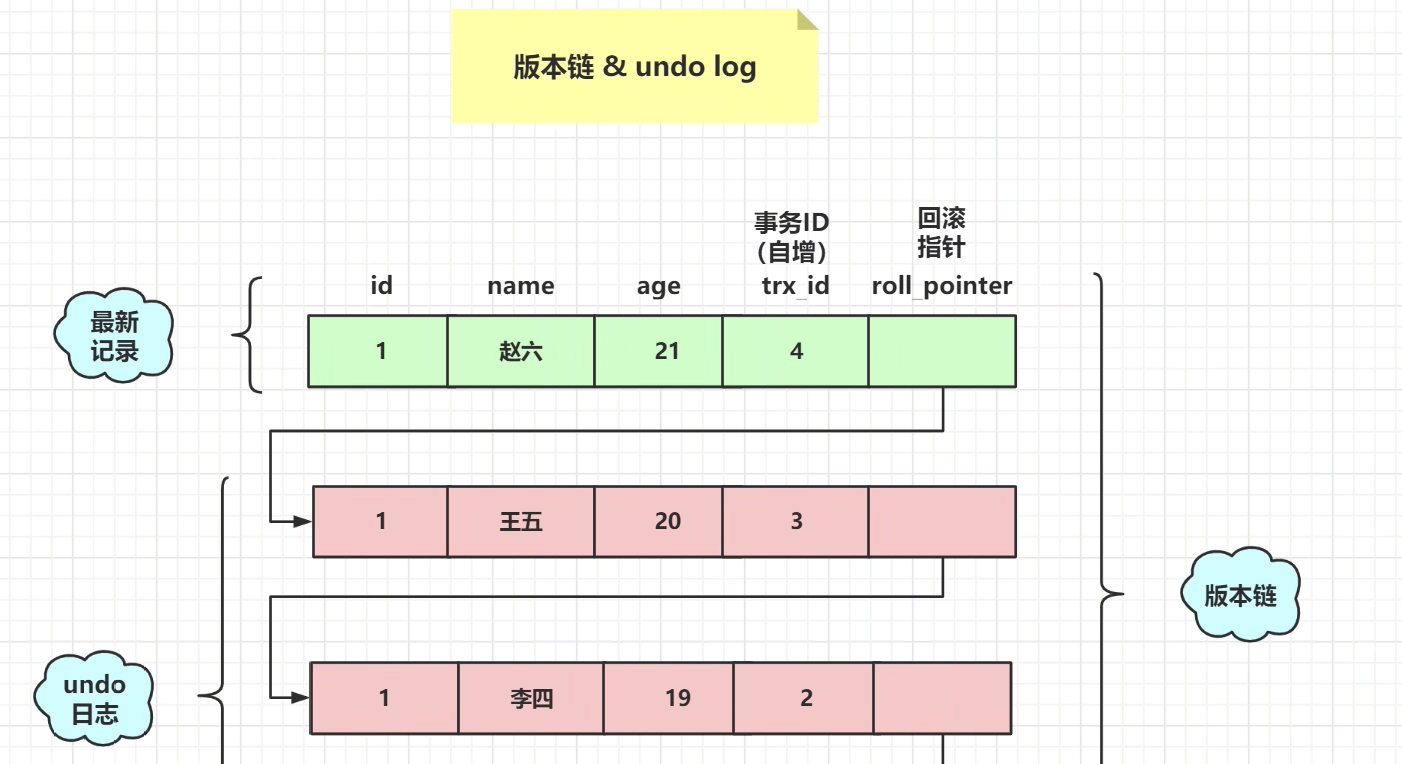 版本链 & undo log
事务ID
(自增)
回滚
指针
id name age trx_id roll_pointer
最新
记录
1 赵六 21 4
1 王五 20 3
版本链
undo
日志
1 李四 19 2